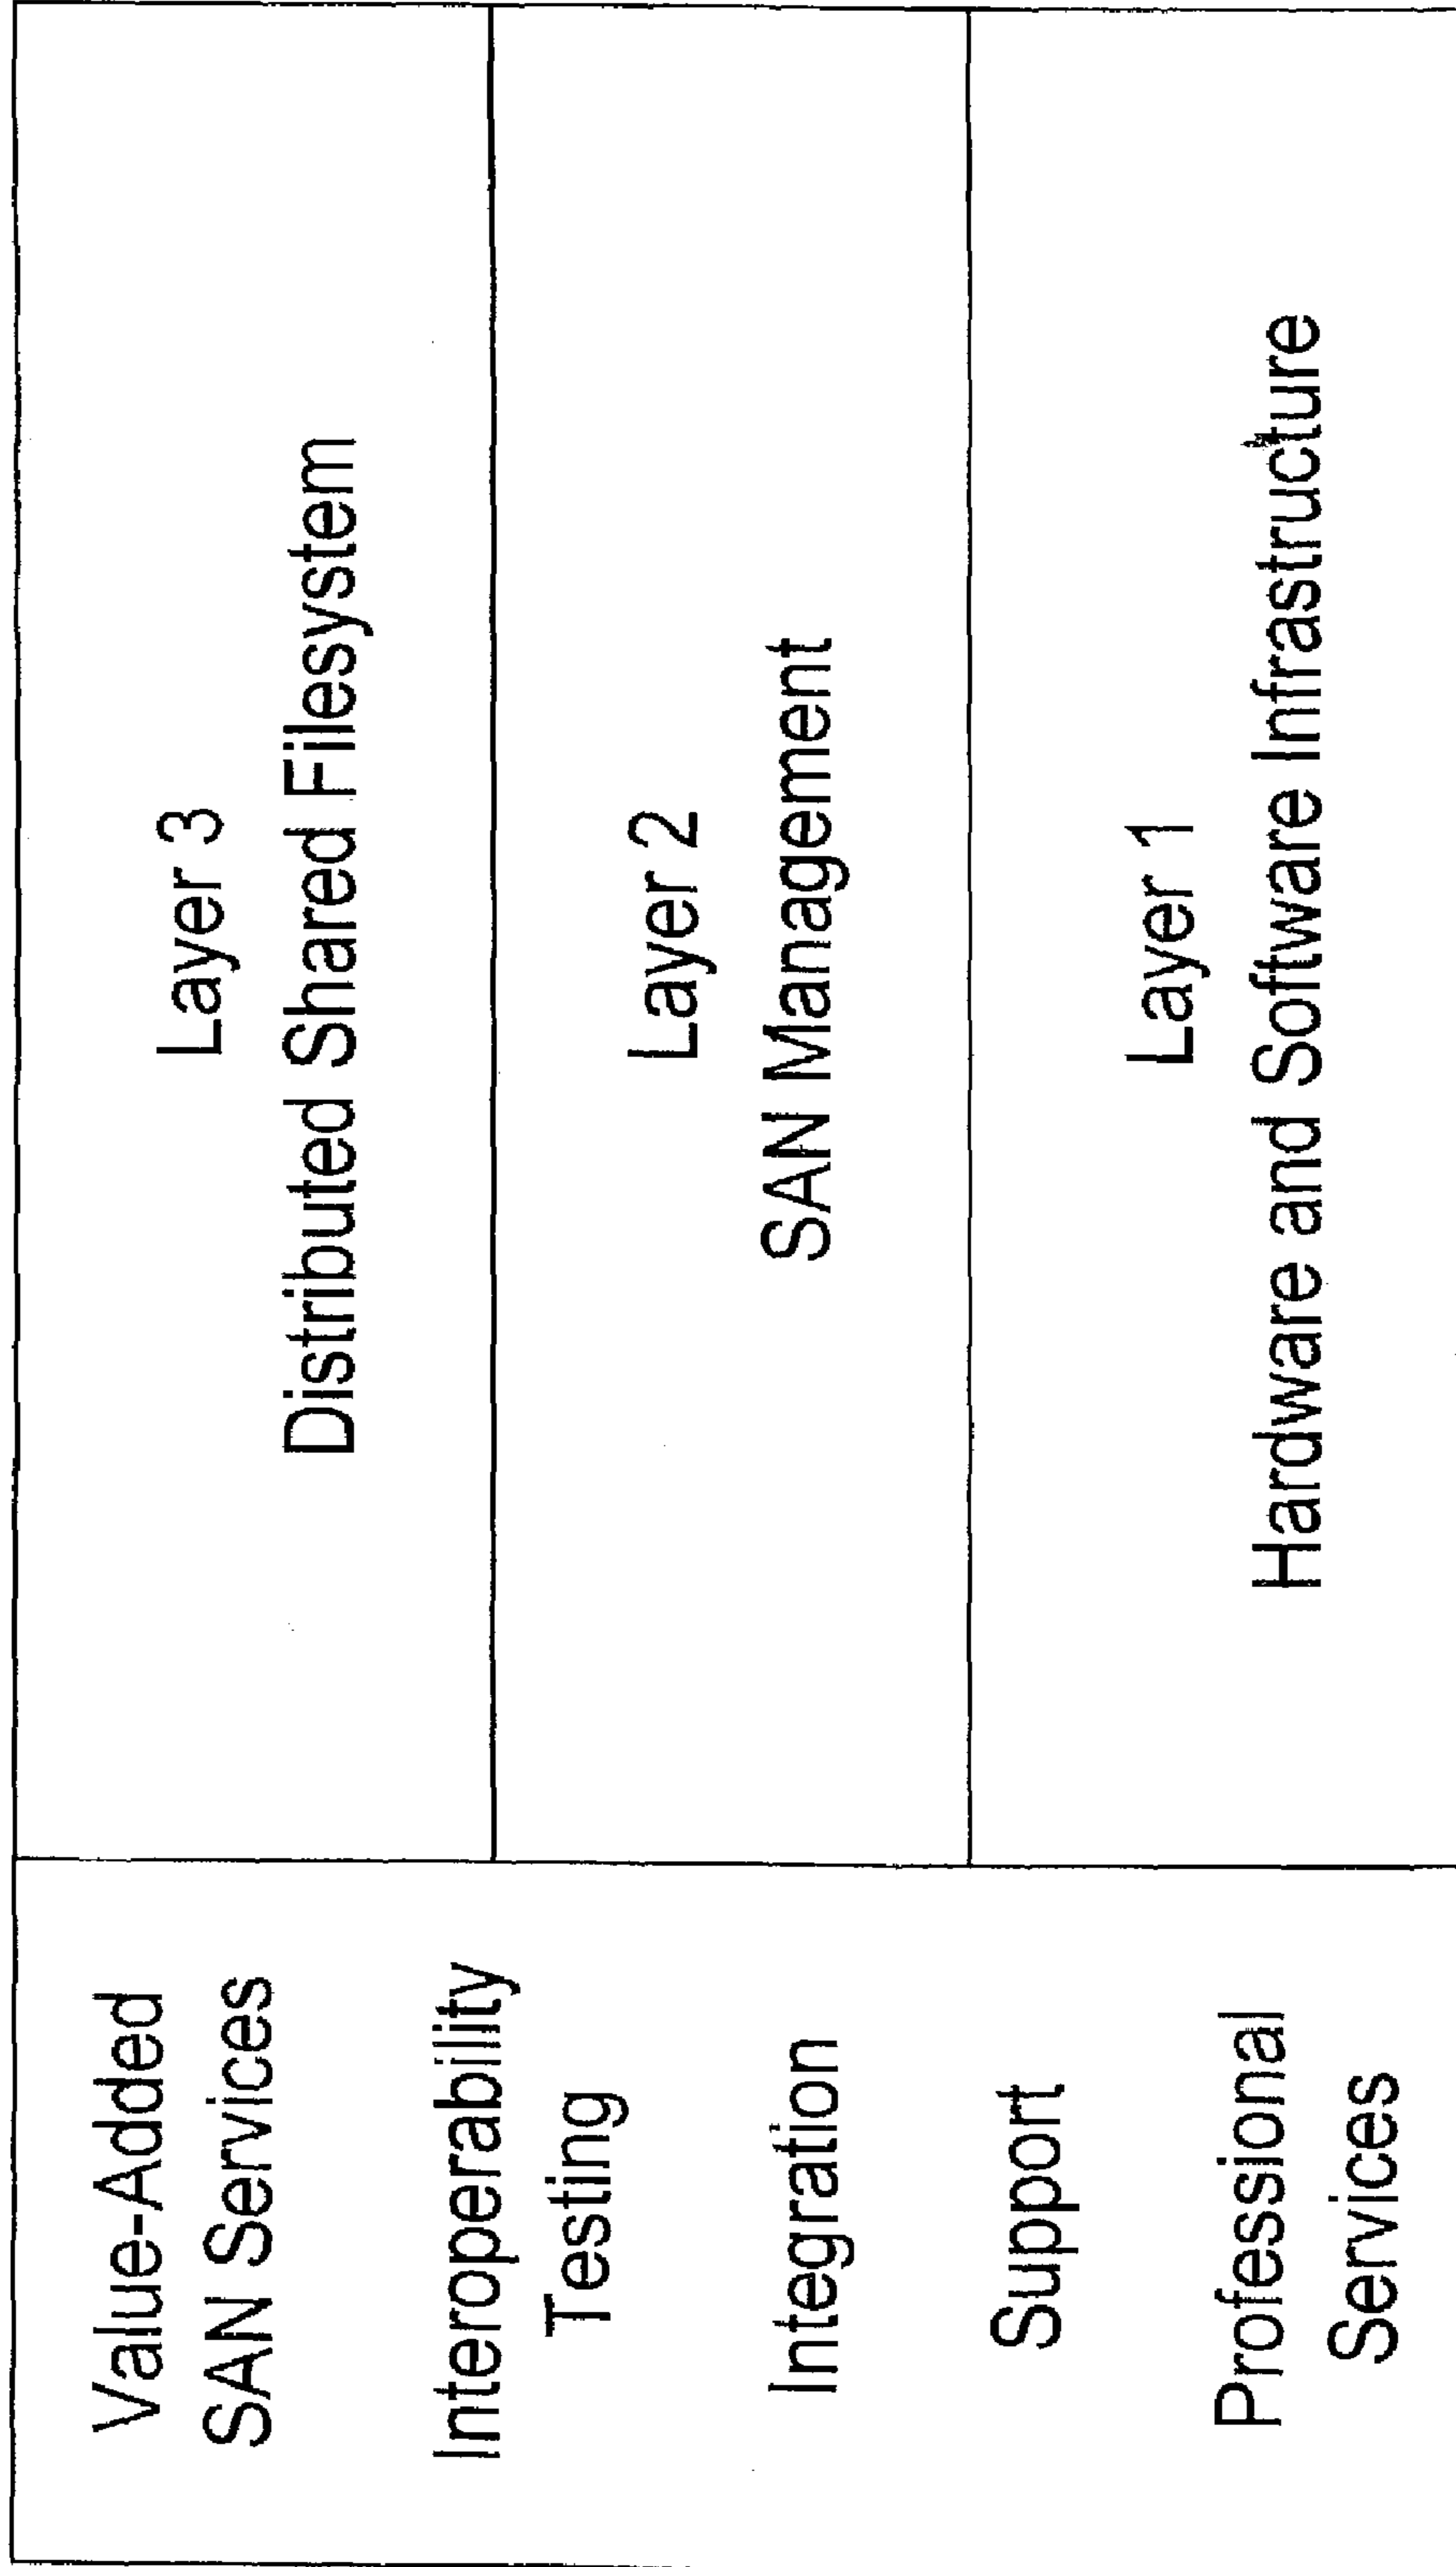 Value-Added
SAN Services
Interoperability
Testing
Integration
Support
Professional
Services
Layer 3
Distributed Shared Filesystem
Layer 2
SAN Management
Layer 1
Hardware and Software Infrastructure